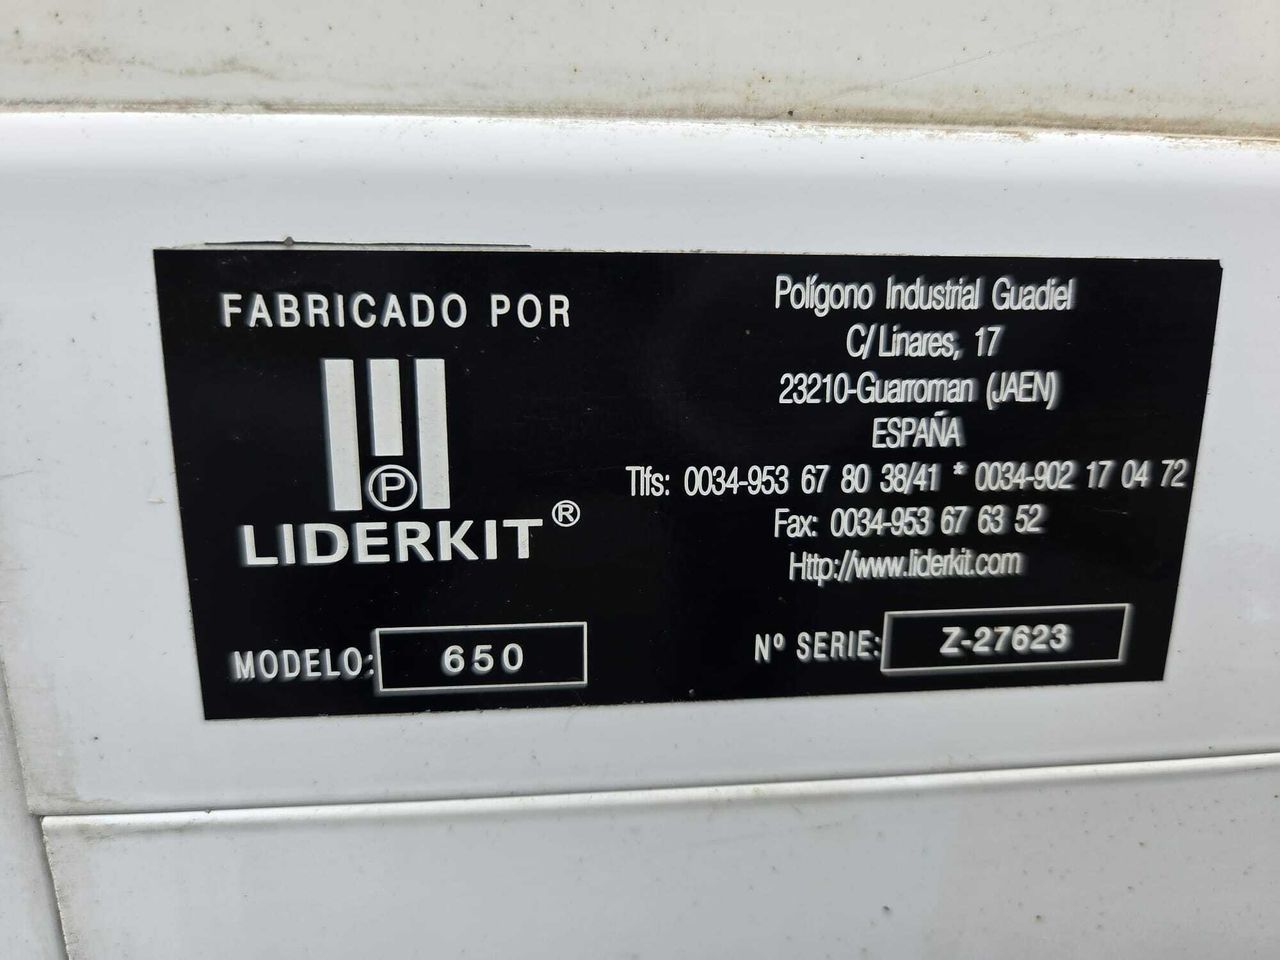 FABRICADO POR
P
LIDERKIT®
MODELO: 650
Polígono Industrial Guadiel
C/ Linares, 17
23210-Guarroman (JAEN)
ESPAÑA
Tlfs: 0034-953 67 80 38/41 * 0034-902 17 04 72
Fax: 0034-953 67 63 52
Http://www.liderkit.com
Nº SERIE: Z-27623